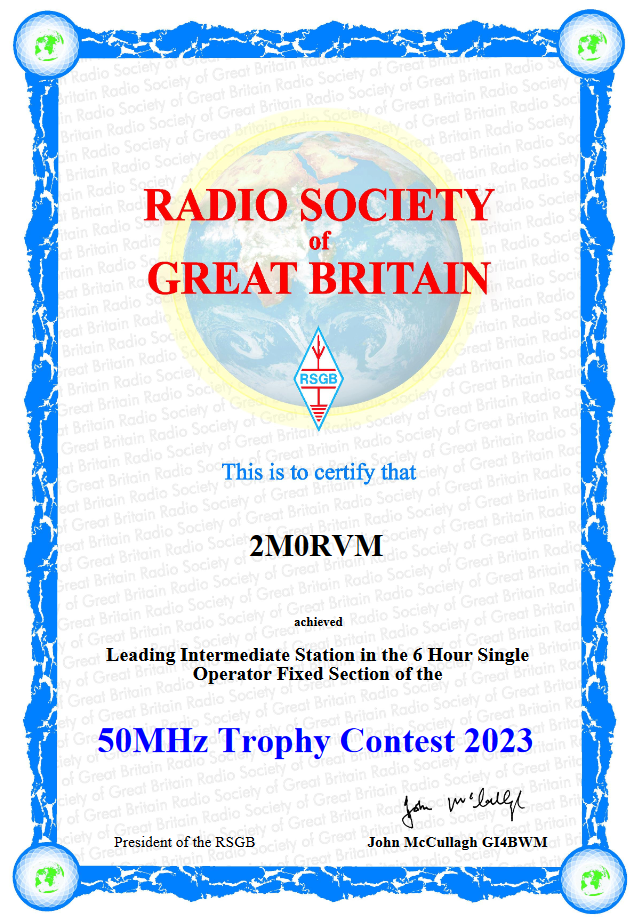 RADIO SOCIETY
of
GREAT BRITAIN
RSGB
This is to certify that
2M0RVM
achieved
Leading Intermediate Station in the 6 Hour Single
Operator Fixed Section of the
50MHz Trophy Contest 2023
John McCullagh
President of the RSGB John McCullagh GI4BWM